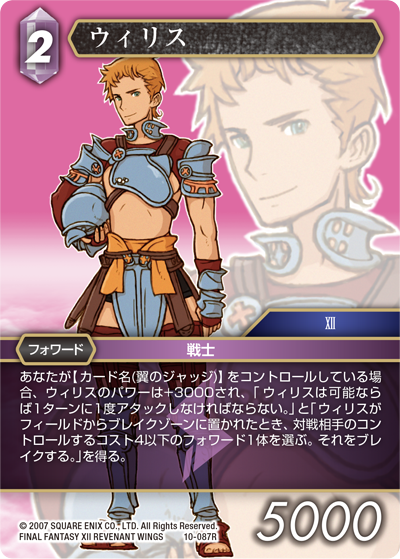 2
ウィリス
XII
フォワード
戦士
あなたが【カード名(翼のジャッジ)】をコントロールしている場
合、ウィリスのパワーは+3000され、「ウィリスは可能なら
ば1ターンに1度アタックしなければならない。」と「ウィリスが
フィールドからブレイクゾーンに置かれたとき、対戦相手のコ
ントロールするコスト4以下のフォワード1体を選ぶ。それをブレ
イクする。」を得る。
© 2007 SQUARE ENIX CO., LTD. All Rights Reserved.
FINAL FANTASY XII REVENANT WINGS 10-087R
5000